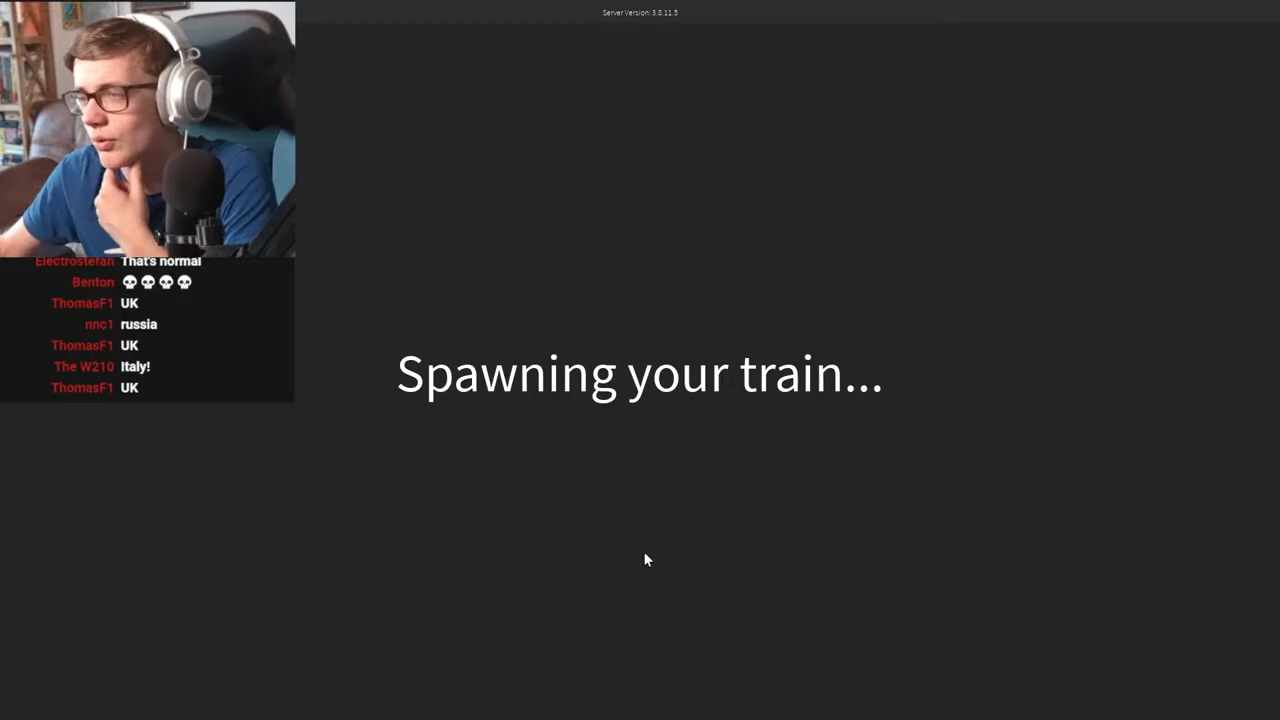 Server Version: 3.8.11.5
Electrostefan That's normal
Benton 💀💀💀💀
ThomasF1 UK
nnc1 russia
ThomasF1 UK
The W210 Italy!
ThomasF1 UK
Spawning your train...